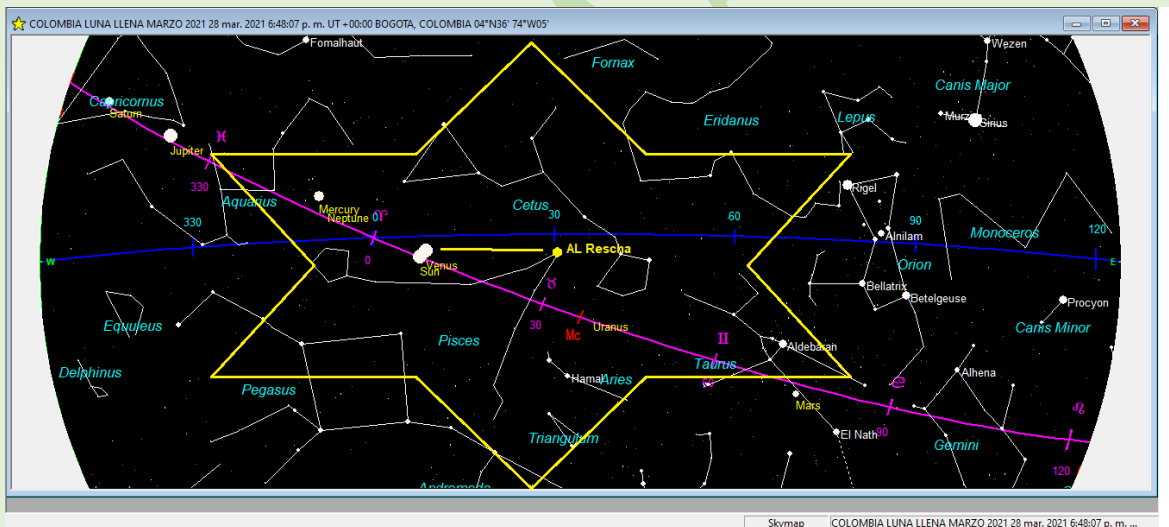 COLOMBIA LUNA LLENA MARZO 2021 28 mar. 2021 6:48:07 p. m. UT +00:00 BOGOTA, COLOMBIA 04°N36' 74°W05'
Fomalhaut
Wezen
Fornax
Canis Major
Capricornus
Saturn
Eridanus
Lepus
Murz
Sirius
♓
Jupiter
330
Rigel
Aquarius
Mercury
Neptune
♈
Cetus
330
0
30
60
90
120
Alnilam
Monoceros
AL Rescha
W
0
Venus
Sun
Orion
E
♉
Bellatrix
Betelgeuse
Procyon
30
Uranus
Mc
Equuleus
Pisces
♊
Canis Minor
Aldebaran
Taurus
Delphinus
60
Hamal
Aries
Alhena
Pegasus
♋
Mars
♌
El Nath
90
Triangulum
Gemini
120
Andromeda
Skymap
COLOMBIA LUNA LLENA MARZO 2021 28 mar. 2021 6:48:07 p. m. ...